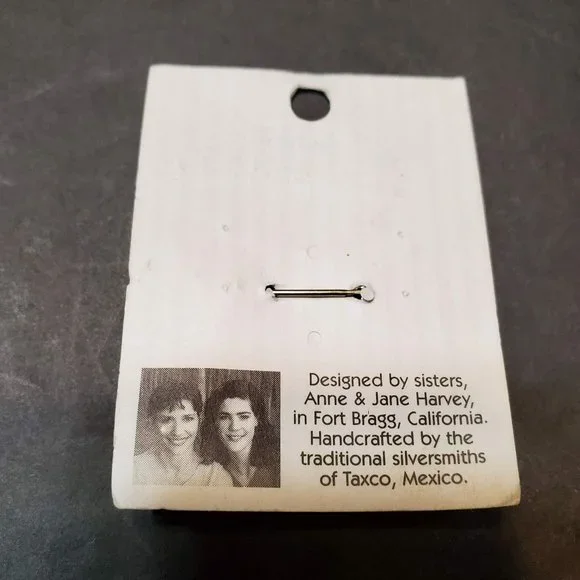 Designed by sisters,
Anne & Jane Harvey,
in Fort Bragg, California.
Handcrafted by the
traditional silversmiths
of Taxco, Mexico.